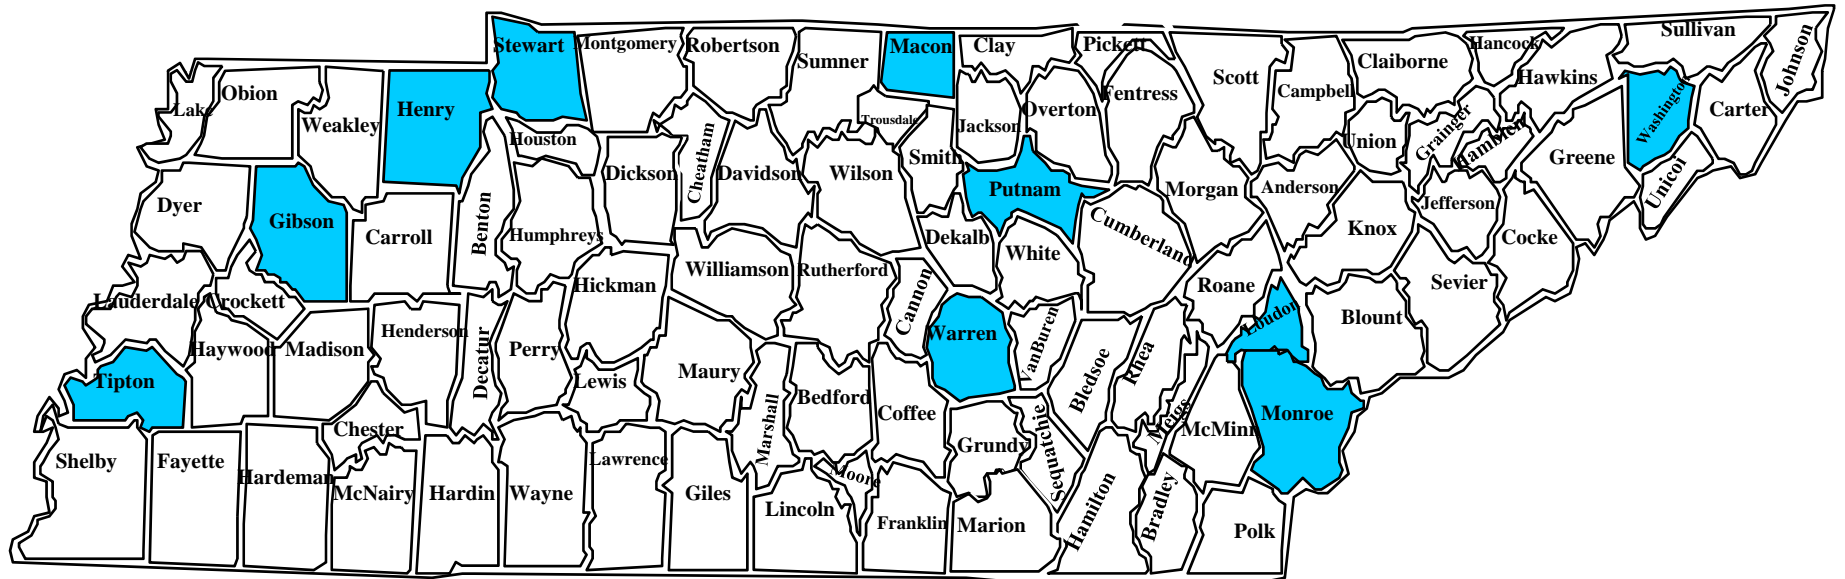 Stewart
Montgomery
Robertson
Sumner
Macon
Clay
Pickett
Scott
Campbell
Claiborne
Hancock
Hawkins
Sullivan
Johnson
Lake
Obion
Weakley
Henry
Houston
Cheatham
Trousdale
Jackson
Overton
Fentress
Union
Grainger
Hamblen
Greene
Washington
Carter
Unicoi
Dyer
Gibson
Carroll
Benton
Humphreys
Dickson
Davidson
Wilson
Smith
Putnam
Dekalb
White
Cumberland
Morgan
Anderson
Knox
Jefferson
Cocke
Sevier
Lauderdale
Crockett
Haywood
Madison
Henderson
Decatur
Perry
Hickman
Williamson
Rutherford
Cannon
Warren
VanBuren
Bledsoe
Rhea
Roane
Loudon
Blount
Tipton
Chester
Lewis
Maury
Marshall
Bedford
Coffee
Grundy
Sequatchie
Meigs
McMinn
Monroe
Shelby
Fayette
Hardeman
McNairy
Hardin
Wayne
Lawrence
Giles
Lincoln
Moore
Franklin
Marion
Hamilton
Bradley
Polk